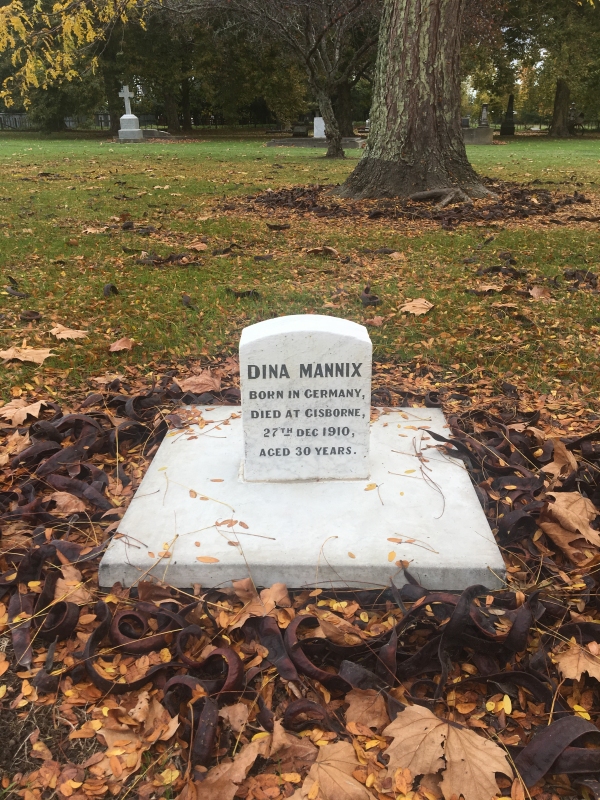 DINA MANNIX
BORN IN GERMANY,
DIED AT GISBORNE,
27TH DEC 1910,
AGED 30 YEARS.